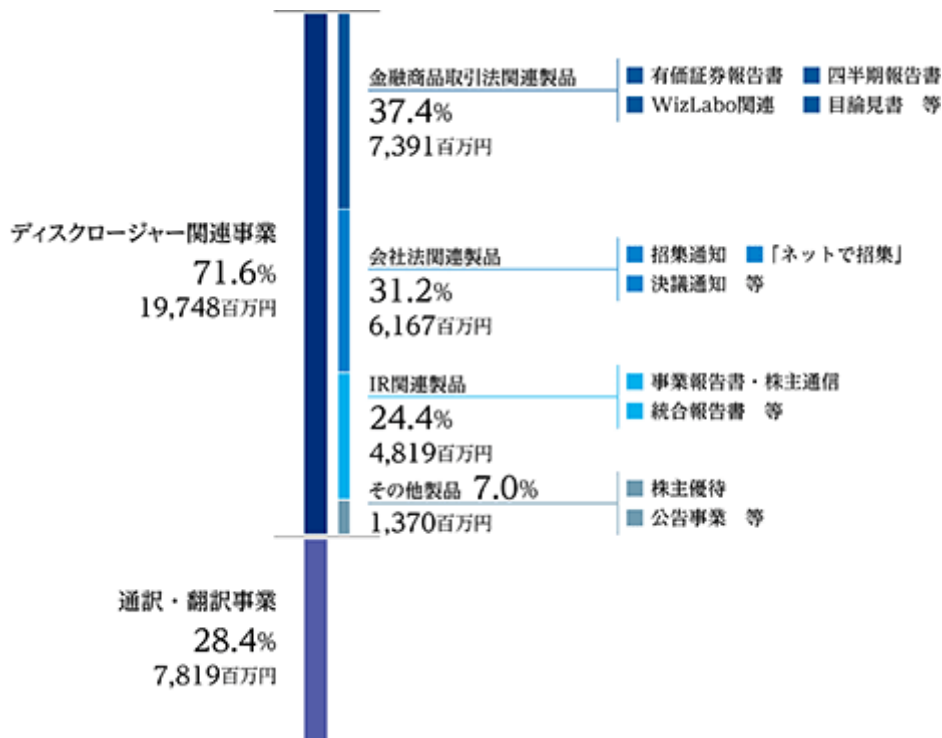 ディスクロージャー関連事業
71.6%
19,748百万円
金融商品取引法関連製品
37.4%
7,391百万円
■ 有価証券報告書 ■ 四半期報告書
■ WizLabo関連 ■ 目論見書 等
会社法関連製品
31.2%
6,167百万円
■ 招集通知 ■ 「ネットで招集」
■ 決議通知 等
IR関連製品
24.4%
4,819百万円
■ 事業報告書・株主通信
■ 統合報告書 等
その他製品 7.0%
1,370百万円
■ 株主優待
■ 公告事業 等
通訳・翻訳事業
28.4%
7,819百万円